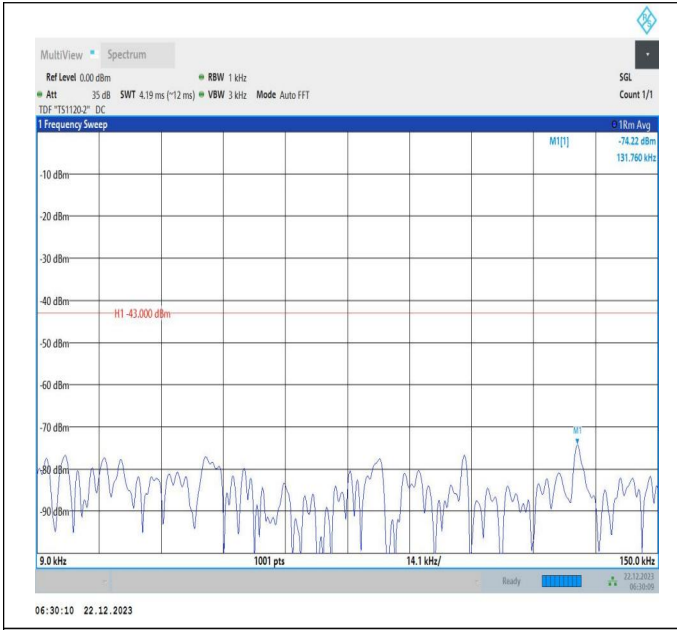 R&S
MultiView Spectrum
Ref Level 0.00 dBm RBW 1 kHz SGL
Att 35 dB SWT 4.19 ms (~12 ms) VBW 3 kHz Mode Auto FFT Count 1/1
TDF "TS1120-2" DC
1 Frequency Sweep 1Rm Avg
M1[1] -74.22 dBm
131.760 kHz
-10 dBm
-20 dBm
-30 dBm
-40 dBm
H1 -43.000 dBm
-50 dBm
-60 dBm
-70 dBm
M1
-80 dBm
-90 dBm
9.0 kHz 1001 pts 14.1 kHz/ 150.0 kHz
Ready 22.12.2023
06:30:09
06:30:10 22.12.2023